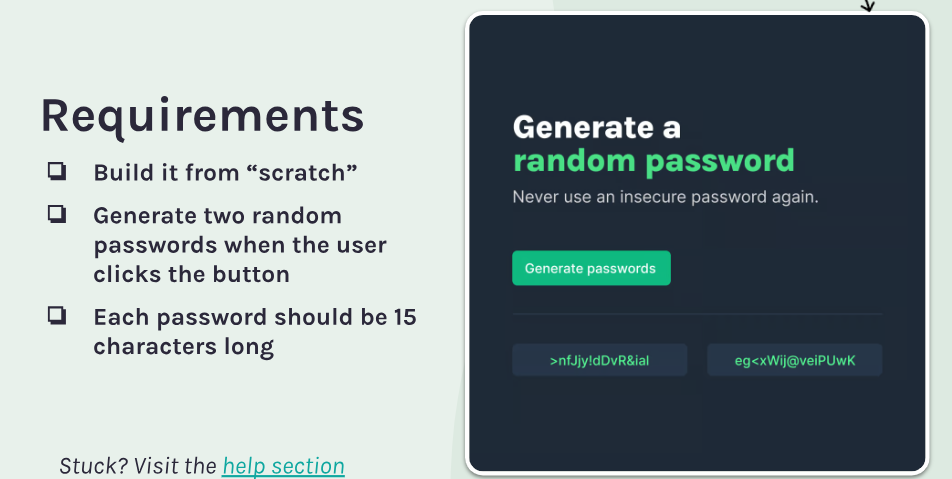 Requirements
Build it from “scratch”
Generate two random
passwords when the user
clicks the button
Each password should be 15
characters long
Stuck? Visit the help section
Generate a
random password
Never use an insecure password again.
Generate passwords
>nfJjy!dDvR&ial
eg<xWij@veiPUwK